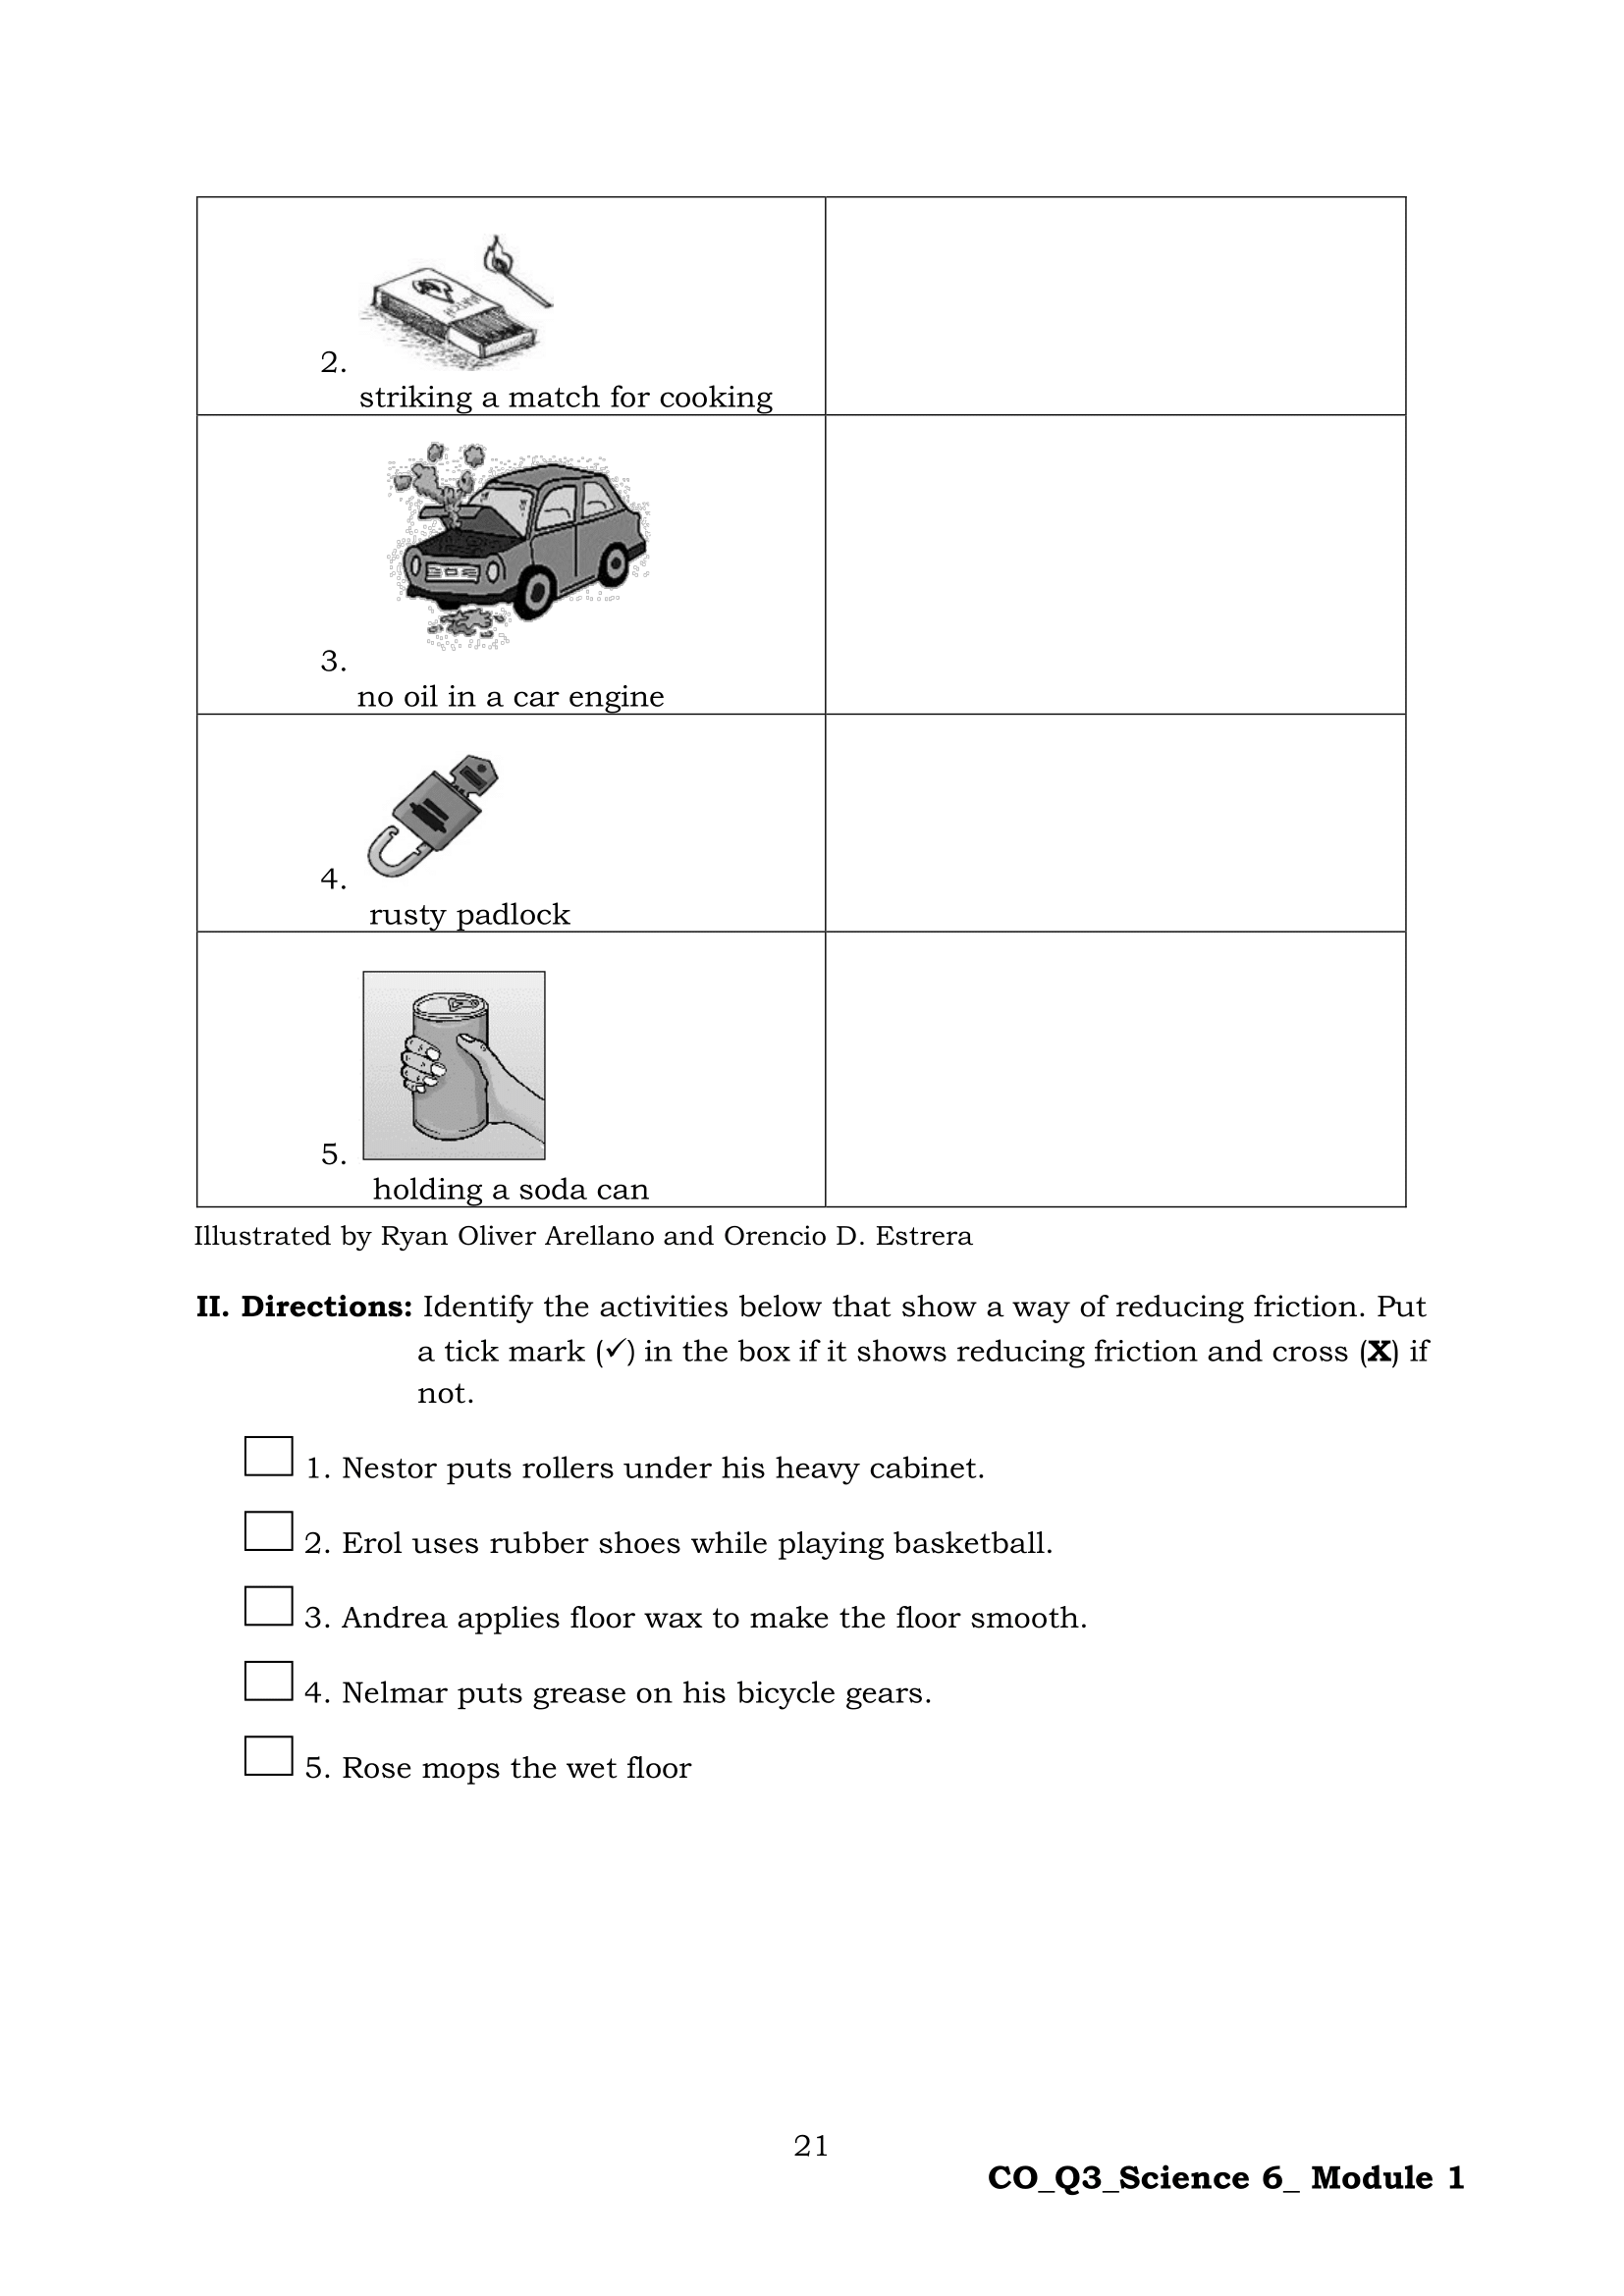 2.
striking a match for cooking
3.
no oil in a car engine
4.
rusty padlock
5.
holding a soda can
Illustrated by Ryan Oliver Arellano and Orencio D. Estrera
II. Directions: Identify the activities below that show a way of reducing friction. Put
a tick mark (✓) in the box if it shows reducing friction and cross (X) if
not.
1. Nestor puts rollers under his heavy cabinet.
2. Erol uses rubber shoes while playing basketball.
3. Andrea applies floor wax to make the floor smooth.
4. Nelmar puts grease on his bicycle gears.
5. Rose mops the wet floor
21
CO_Q3_Science 6_ Module 1